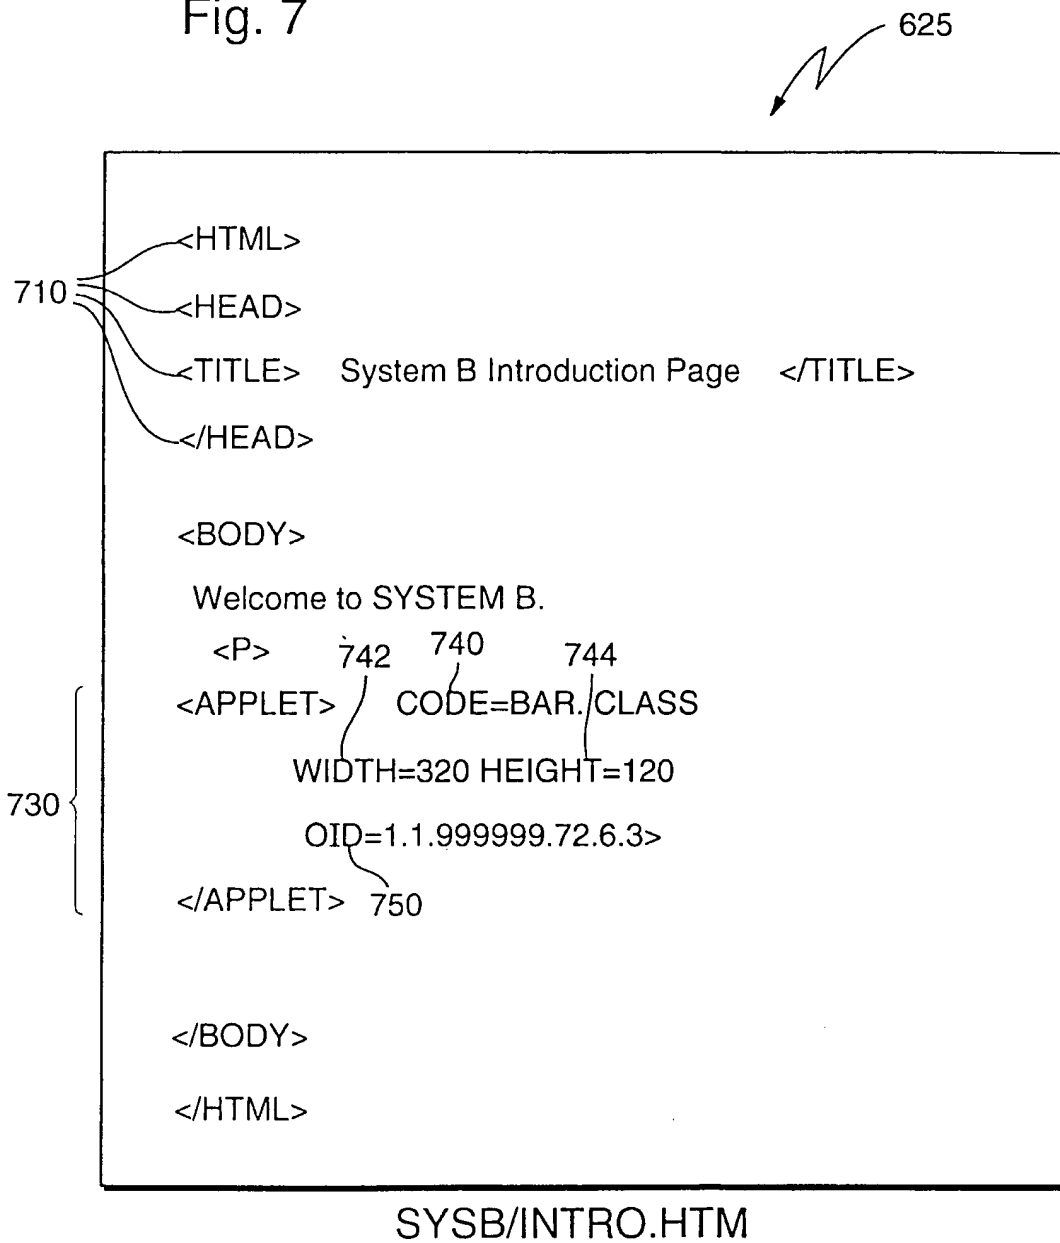 Fig. 7
625
<HTML>
710
<HEAD>
<TITLE> System B Introduction Page </TITLE>
</HEAD>
<BODY>
Welcome to SYSTEM B.
<P> 742 740 744
<APPLET> CODE=BAR. CLASS
WIDTH=320 HEIGHT=120
730
OID=1.1.999999.72.6.3>
</APPLET> 750
</BODY>
</HTML>
SYSB/INTRO.HTM